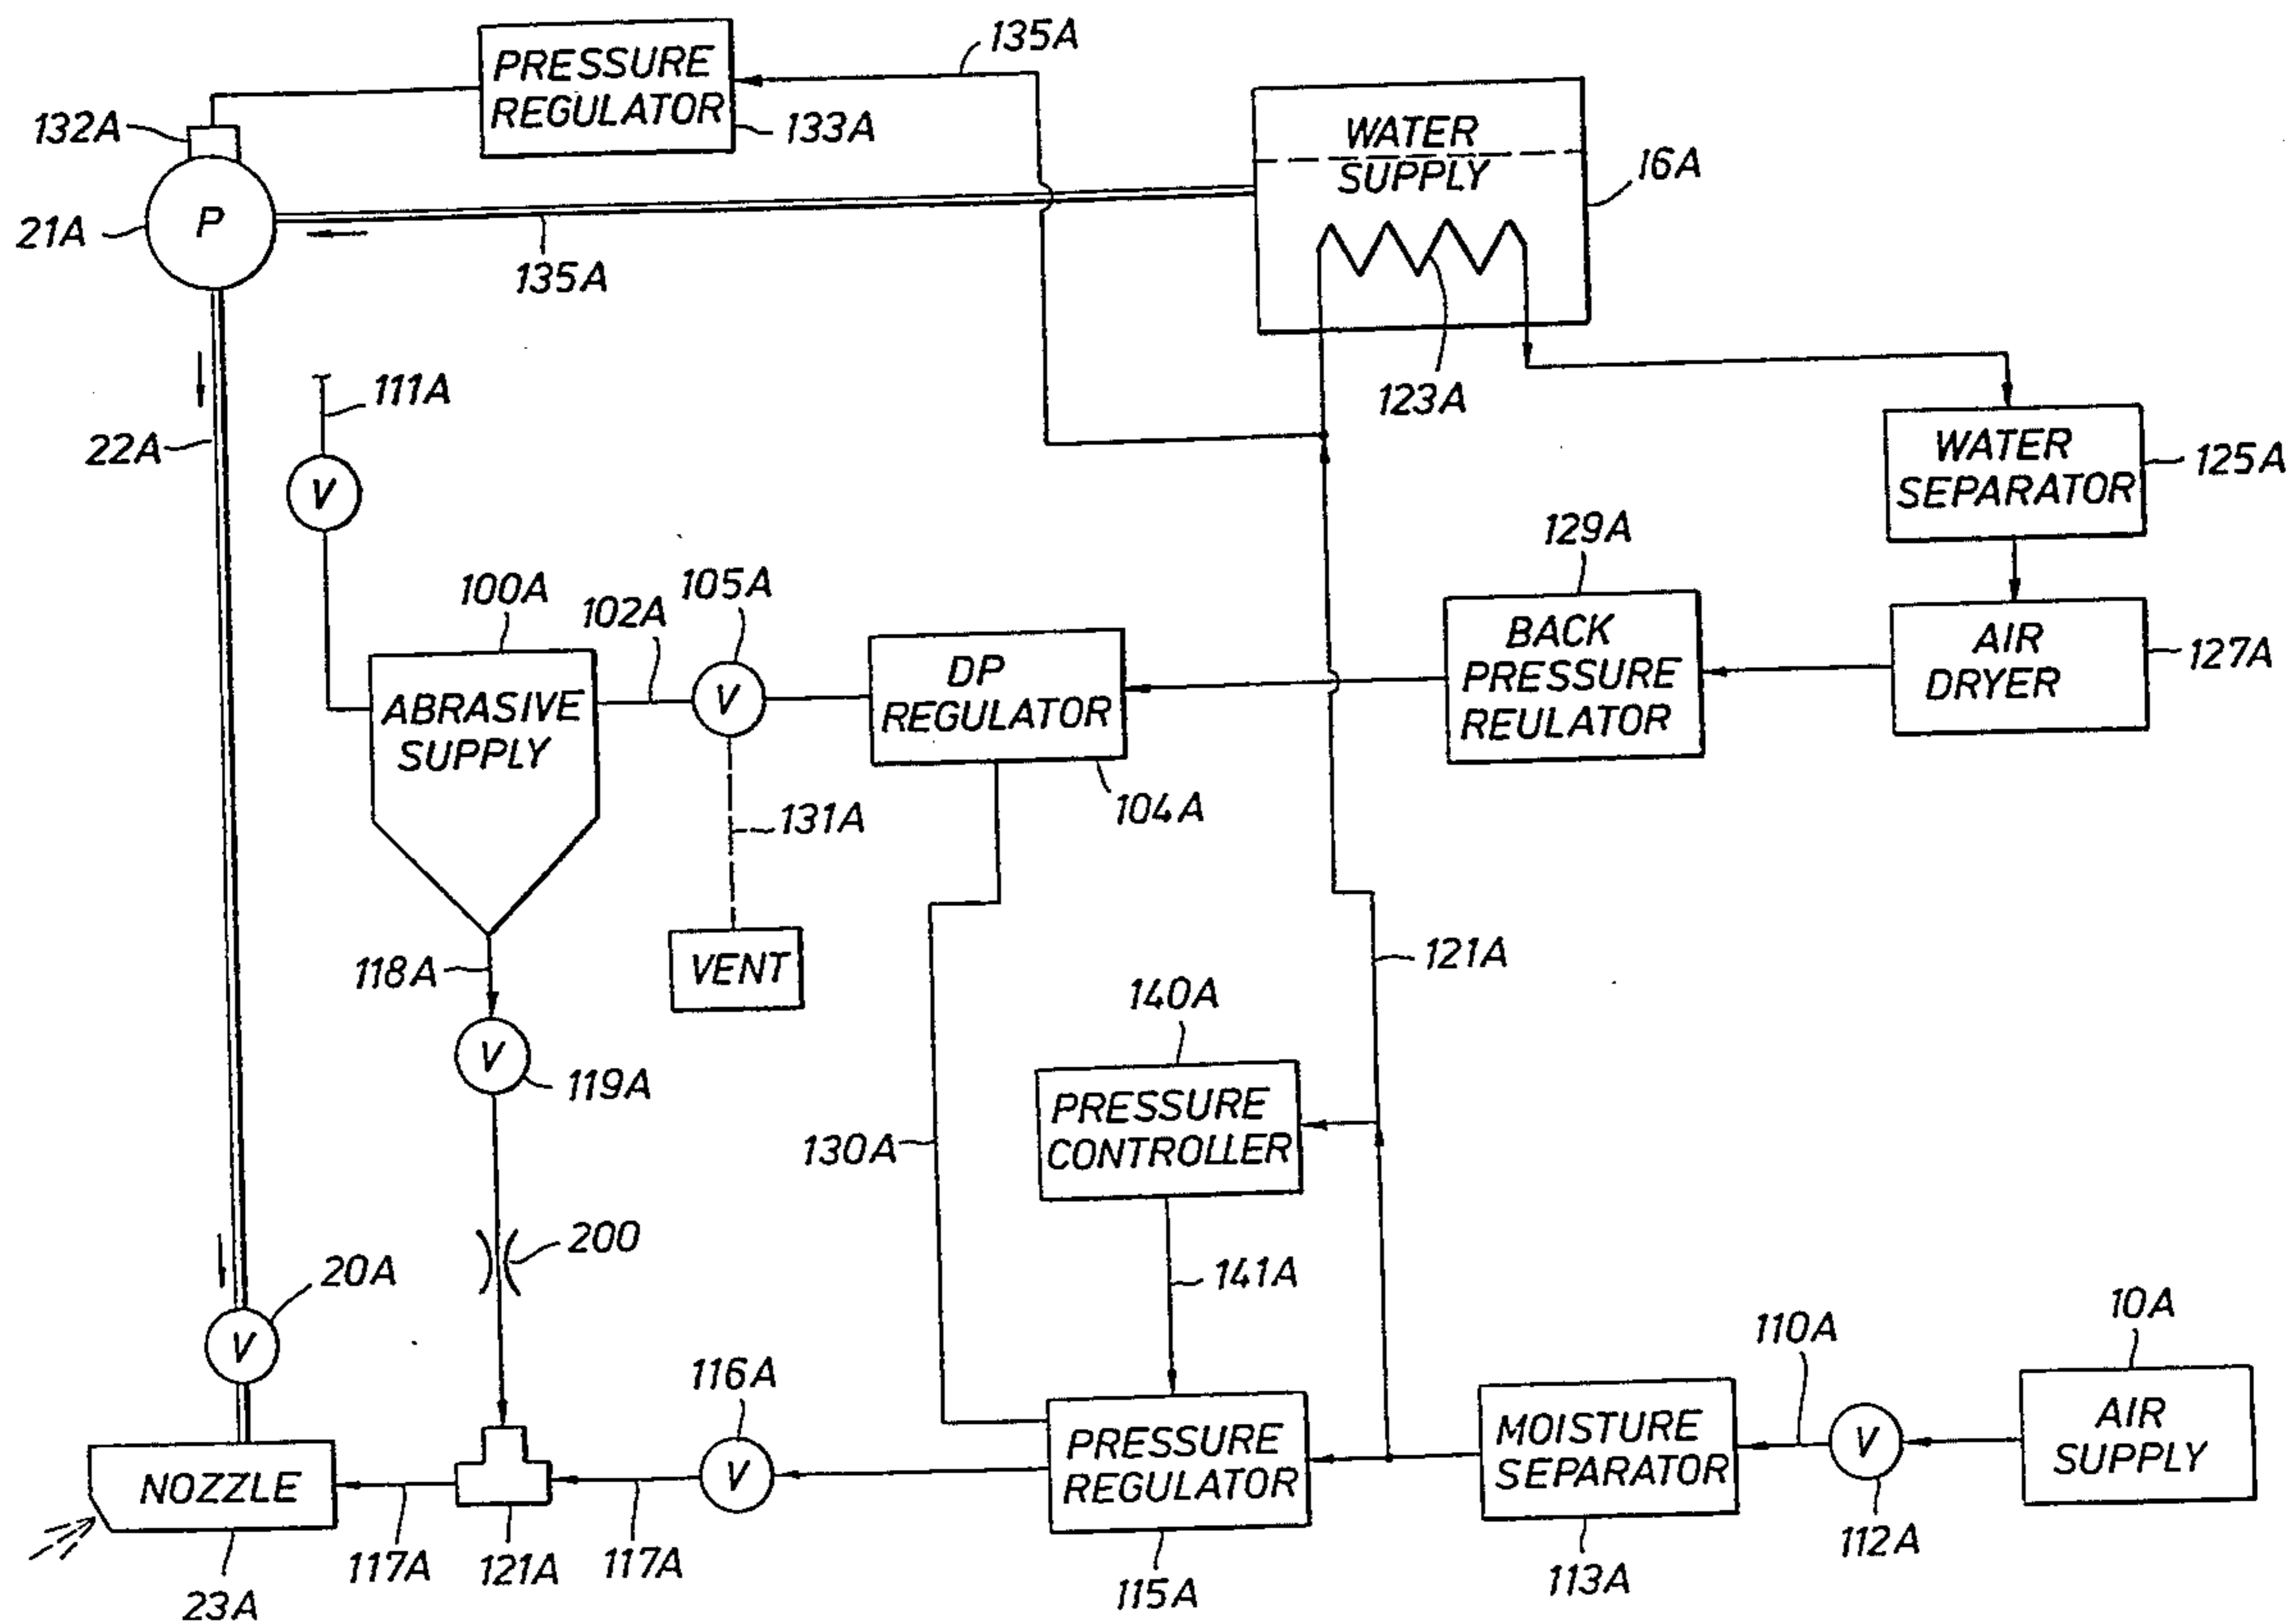 135A
PRESSURE
REGULATOR
132A
133A
WATER
SUPPLY
16A
P
21A
135A
123A
111A
22A
V
WATER
SEPARATOR
125A
129A
100A
102A
105A
ABRASIVE
SUPPLY
V
DP
REGULATOR
104A
BACK
PRESSURE
REULATOR
AIR
DRYER
127A
131A
VENT
118A
121A
V
119A
140A
PRESSURE
CONTROLLER
130A
200
141A
20A
V
10A
AIR
SUPPLY
110A
V
112A
MOISTURE
SEPARATOR
113A
PRESSURE
REGULATOR
115A
116A
V
117A
121A
117A
NOZZLE
23A